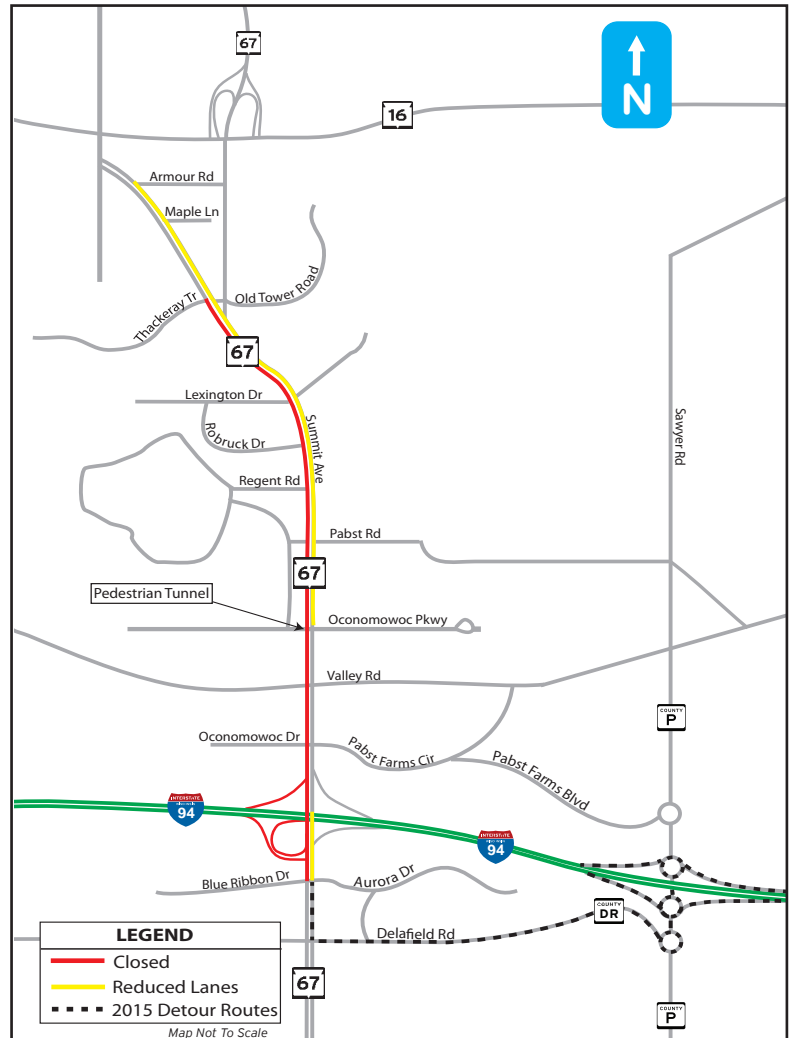 67
N
16
Armour Rd
Maple Ln
Old Tower Road
Thackeray Tr
67
Lexington Dr
Robruck Dr
Summit Ave
Sawyer Rd
Regent Rd
Pabst Rd
67
Pedestrian Tunnel
Oconomowoc Pkwy
Valley Rd
COUNTY
P
Oconomowoc Dr
Pabst Farms Cir
Pabst Farms Blvd
INTERSTATE
94
INTERSTATE
94
Blue Ribbon Dr
Aurora Dr
COUNTY
DR
Delafield Rd
67
COUNTY
P
LEGEND
Closed
Reduced Lanes
2015 Detour Routes
Map Not To Scale